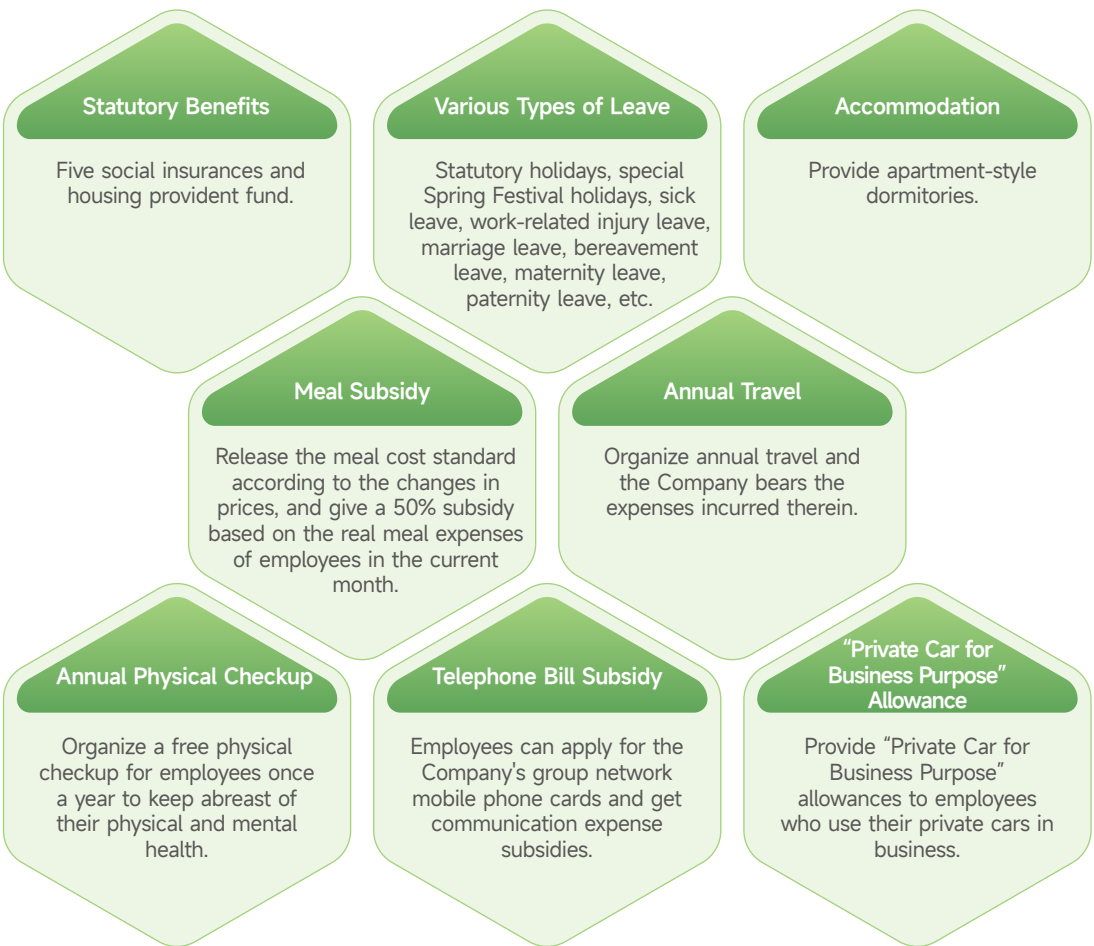 Statutory Benefits
Five social insurances and
housing provident fund.
Various Types of Leave
Statutory holidays, special
Spring Festival holidays, sick
leave, work-related injury leave,
marriage leave, bereavement
leave, maternity leave,
paternity leave, etc.
Accommodation
Provide apartment-style
dormitories.
Meal Subsidy
Release the meal cost standard
according to the changes in
prices, and give a 50% subsidy
based on the real meal expenses
of employees in the current
month.
Annual Travel
Organize annual travel and
the Company bears the
expenses incurred therein.
Annual Physical Checkup
Organize a free physical
checkup for employees once
a year to keep abreast of
their physical and mental
health.
Telephone Bill Subsidy
Employees can apply for the
Company's group network
mobile phone cards and get
communication expense
subsidies.
“Private Car for
Business Purpose”
Allowance
Provide “Private Car for
Business Purpose”
allowances to employees
who use their private cars in
business.